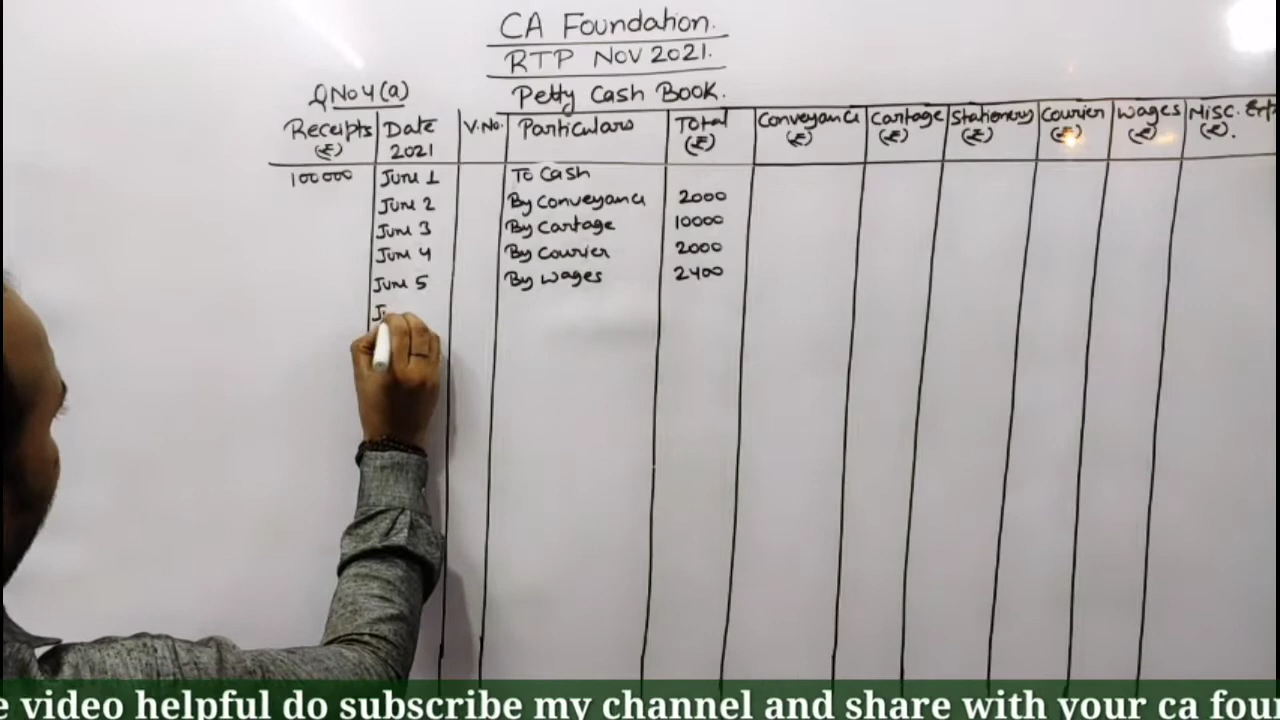 CA Foundation.
RTP NOV 2021.
QNo 4(a)
Petty Cash Book.
Receipts (₹) Date 2021 V.No. Particulars Total (₹) Conveyance (₹) Cartage (₹) Stationery (₹) Courier (₹) Wages (₹) Misc. Exp (₹).
100000 June 1 To Cash
June 2 By Conveyance 2000
June 3 By Cartage 10000
June 4 By Courier 2000
June 5 By Wages 2400
e video helpful do subscribe my channel and share with your ca four